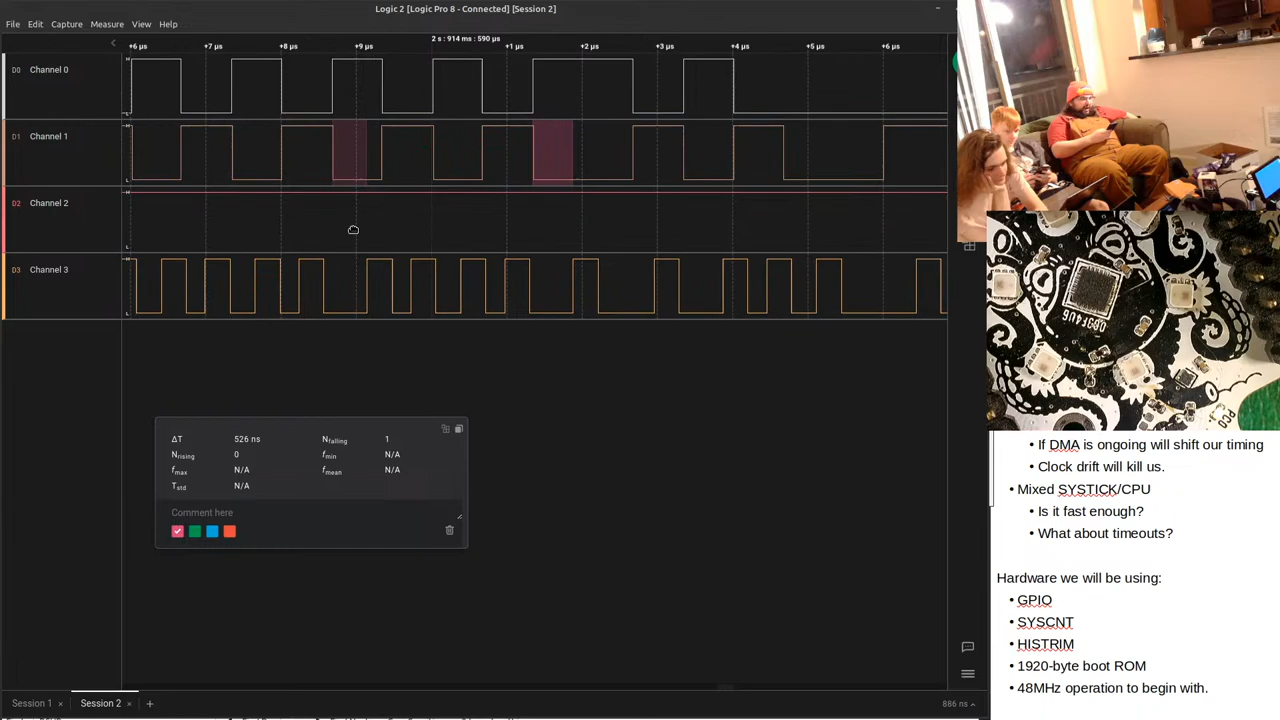 Logic 2 [Logic Pro 8 - Connected] [Session 2]
File Edit Capture Measure View Help
2 s : 914 ms : 590 µs
+6 µs +7 µs +8 µs +9 µs +1 µs +2 µs +3 µs +4 µs +5 µs +6 µs
D0 Channel 0
H
L
D1 Channel 1
H
L
D2 Channel 2
H
L
D3 Channel 3
H
L
ΔT 526 ns Nfalling 1
Nrising 0 fmin N/A
fmax N/A fmean N/A
Tstd N/A
Comment here
Session 1 Session 2
886 ns
• If DMA is ongoing will shift our timing
• Clock drift will kill us.
• Mixed SYSTICK/CPU
• Is it fast enough?
• What about timeouts?
Hardware we will be using:
• GPIO
• SYSCNT
• HISTRIM
• 1920-byte boot ROM
• 48MHz operation to begin with.